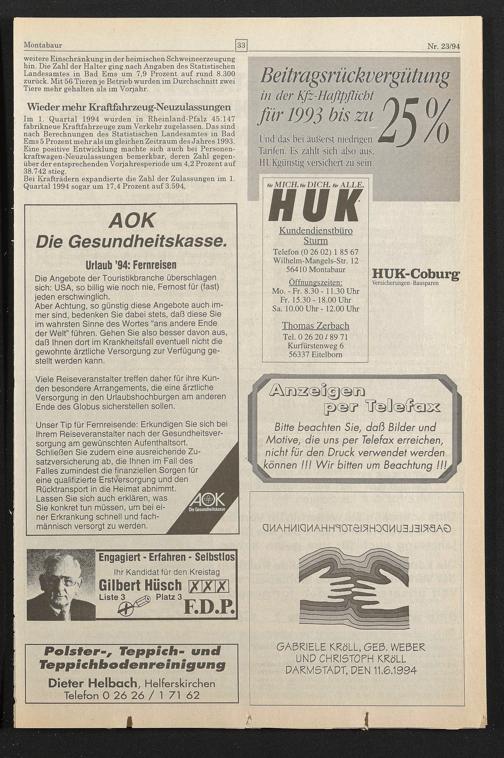 Montabaur
33
Nr. 23/94
weitere Einschränkung in der heimischen Schweineerzeugung
hin. Die Zahl der Halter ging nach Angaben des Statistischen
Landesamtes in Bad Ems um 7,9 Prozent auf rund 8.300
zurück. Mit 56 Tieren je Betrieb wurden im Durchschnitt zwei
Tiere mehr gehalten als im Vorjahr.
Wieder mehr Kraftfahrzeug-Neuzulassungen
Im 1. Quartal 1994 wurden in Rheinland-Pfalz 45.147
fabrikneue Kraftfahrzeuge zum Verkehr zugelassen. Das sind
nach Berechnungen des Statistischen Landesamtes in Bad
Ems 5 Prozent mehr als im gleichen Zeitraum des Jahres 1993.
Eine positive Entwicklung machte sich auch bei Personen-
kraftwagen-Neuzulassungen bemerkbar, deren Zahl gegen-
über der entsprechenden Vorjahresperiode um 4,2 Prozent auf
38.742 stieg.
Bei Krafträdern expandierte die Zahl der Zulassungen im 1.
Quartal 1994 sogar um 17,4 Prozent auf 3.594.
AOK
Die Gesundheitskasse.
Urlaub '94: Fernreisen
Die Angebote der Touristikbranche überschlagen
sich: USA, so billig wie noch nie, Fernost für (fast)
jeden erschwinglich.
Aber Achtung, so günstig diese Angebote auch im-
mer sind, bedenken Sie dabei stets, daß diese Sie
im wahrsten Sinne des Wortes "ans andere Ende
der Welt" führen. Gehen Sie also besser davon aus,
daß Ihnen dort im Krankheitsfall eventuell nicht die
gewohnte ärztliche Versorgung zur Verfügung ge-
stellt werden kann.
Viele Reiseveranstalter treffen daher für ihre Kun-
den besondere Arrangements, die eine ärztliche
Versorgung in den Urlaubshochburgen am anderen
Ende des Globus sicherstellen sollen.
Unser Tip für Fernreisende: Erkundigen Sie sich bei
Ihrem Reiseveranstalter nach der Gesundheitsver-
sorgung am gewünschten Aufenthaltsort.
Schließen Sie zudem eine ausreichende Zu-
satzversicherung ab, die Ihnen im Fall des
Falles zumindest die finanziellen Sorgen für
eine qualifizierte Erstversorgung und den
Rücktransport in die Heimat abnimmt.
Lassen Sie sich auch erklären, was
Sie konkret tun müssen, um bei ei-
ner Erkrankung schnell und fach-
männisch versorgt zu werden.
AOK
Die Gesundheitskasse.
Engagiert - Erfahren - Selbstlos
Ihr Kandidat für den Kreistag
Gilbert Hüsch XXX
Liste 3 Platz 3
F.D.P.
Polster-, Teppich- und
Teppichbodenreinigung
Dieter Helbach, Helferskirchen
Telefon 0 26 26 / 1 71 62
Beitragsrückvergütung
in der Kfz-Haftpflicht
für 1993 bis zu 25%
Und das bei äußerst niedrigen
Tarifen. Es zahlt sich also aus,
HUKgünstig versichert zu sein
für MICH. für DICH. für ALLE.
HUK
Kundendienstbüro
Sturm
Telefon (0 26 02) 1 85 67
Wilhelm-Mangels-Str. 12
56410 Montabaur
Öffnungszeiten:
Mo. - Fr. 8.30 - 11.30 Uhr
Fr. 15.30 - 18.00 Uhr
Sa. 10.00 Uhr - 12.00 Uhr
Thomas Zerbach
Tel. 0 26 20 / 89 71
Kurfürstenweg 6
56337 Eitelborn
HUK-Coburg
Versicherungen · Bausparen
Anzeigen
per Telefax
Bitte beachten Sie, daß Bilder und
Motive, die uns per Telefax erreichen,
nicht für den Druck verwendet werden
können !!! Wir bitten um Beachtung !!!
GABRIELEUNDCHRISTOPHHANDINHAND
GABRIELE KRÖLL, GEB. WEBER
UND CHRISTOPH KRÖLL
DARMSTADT, DEN 11.6.1994